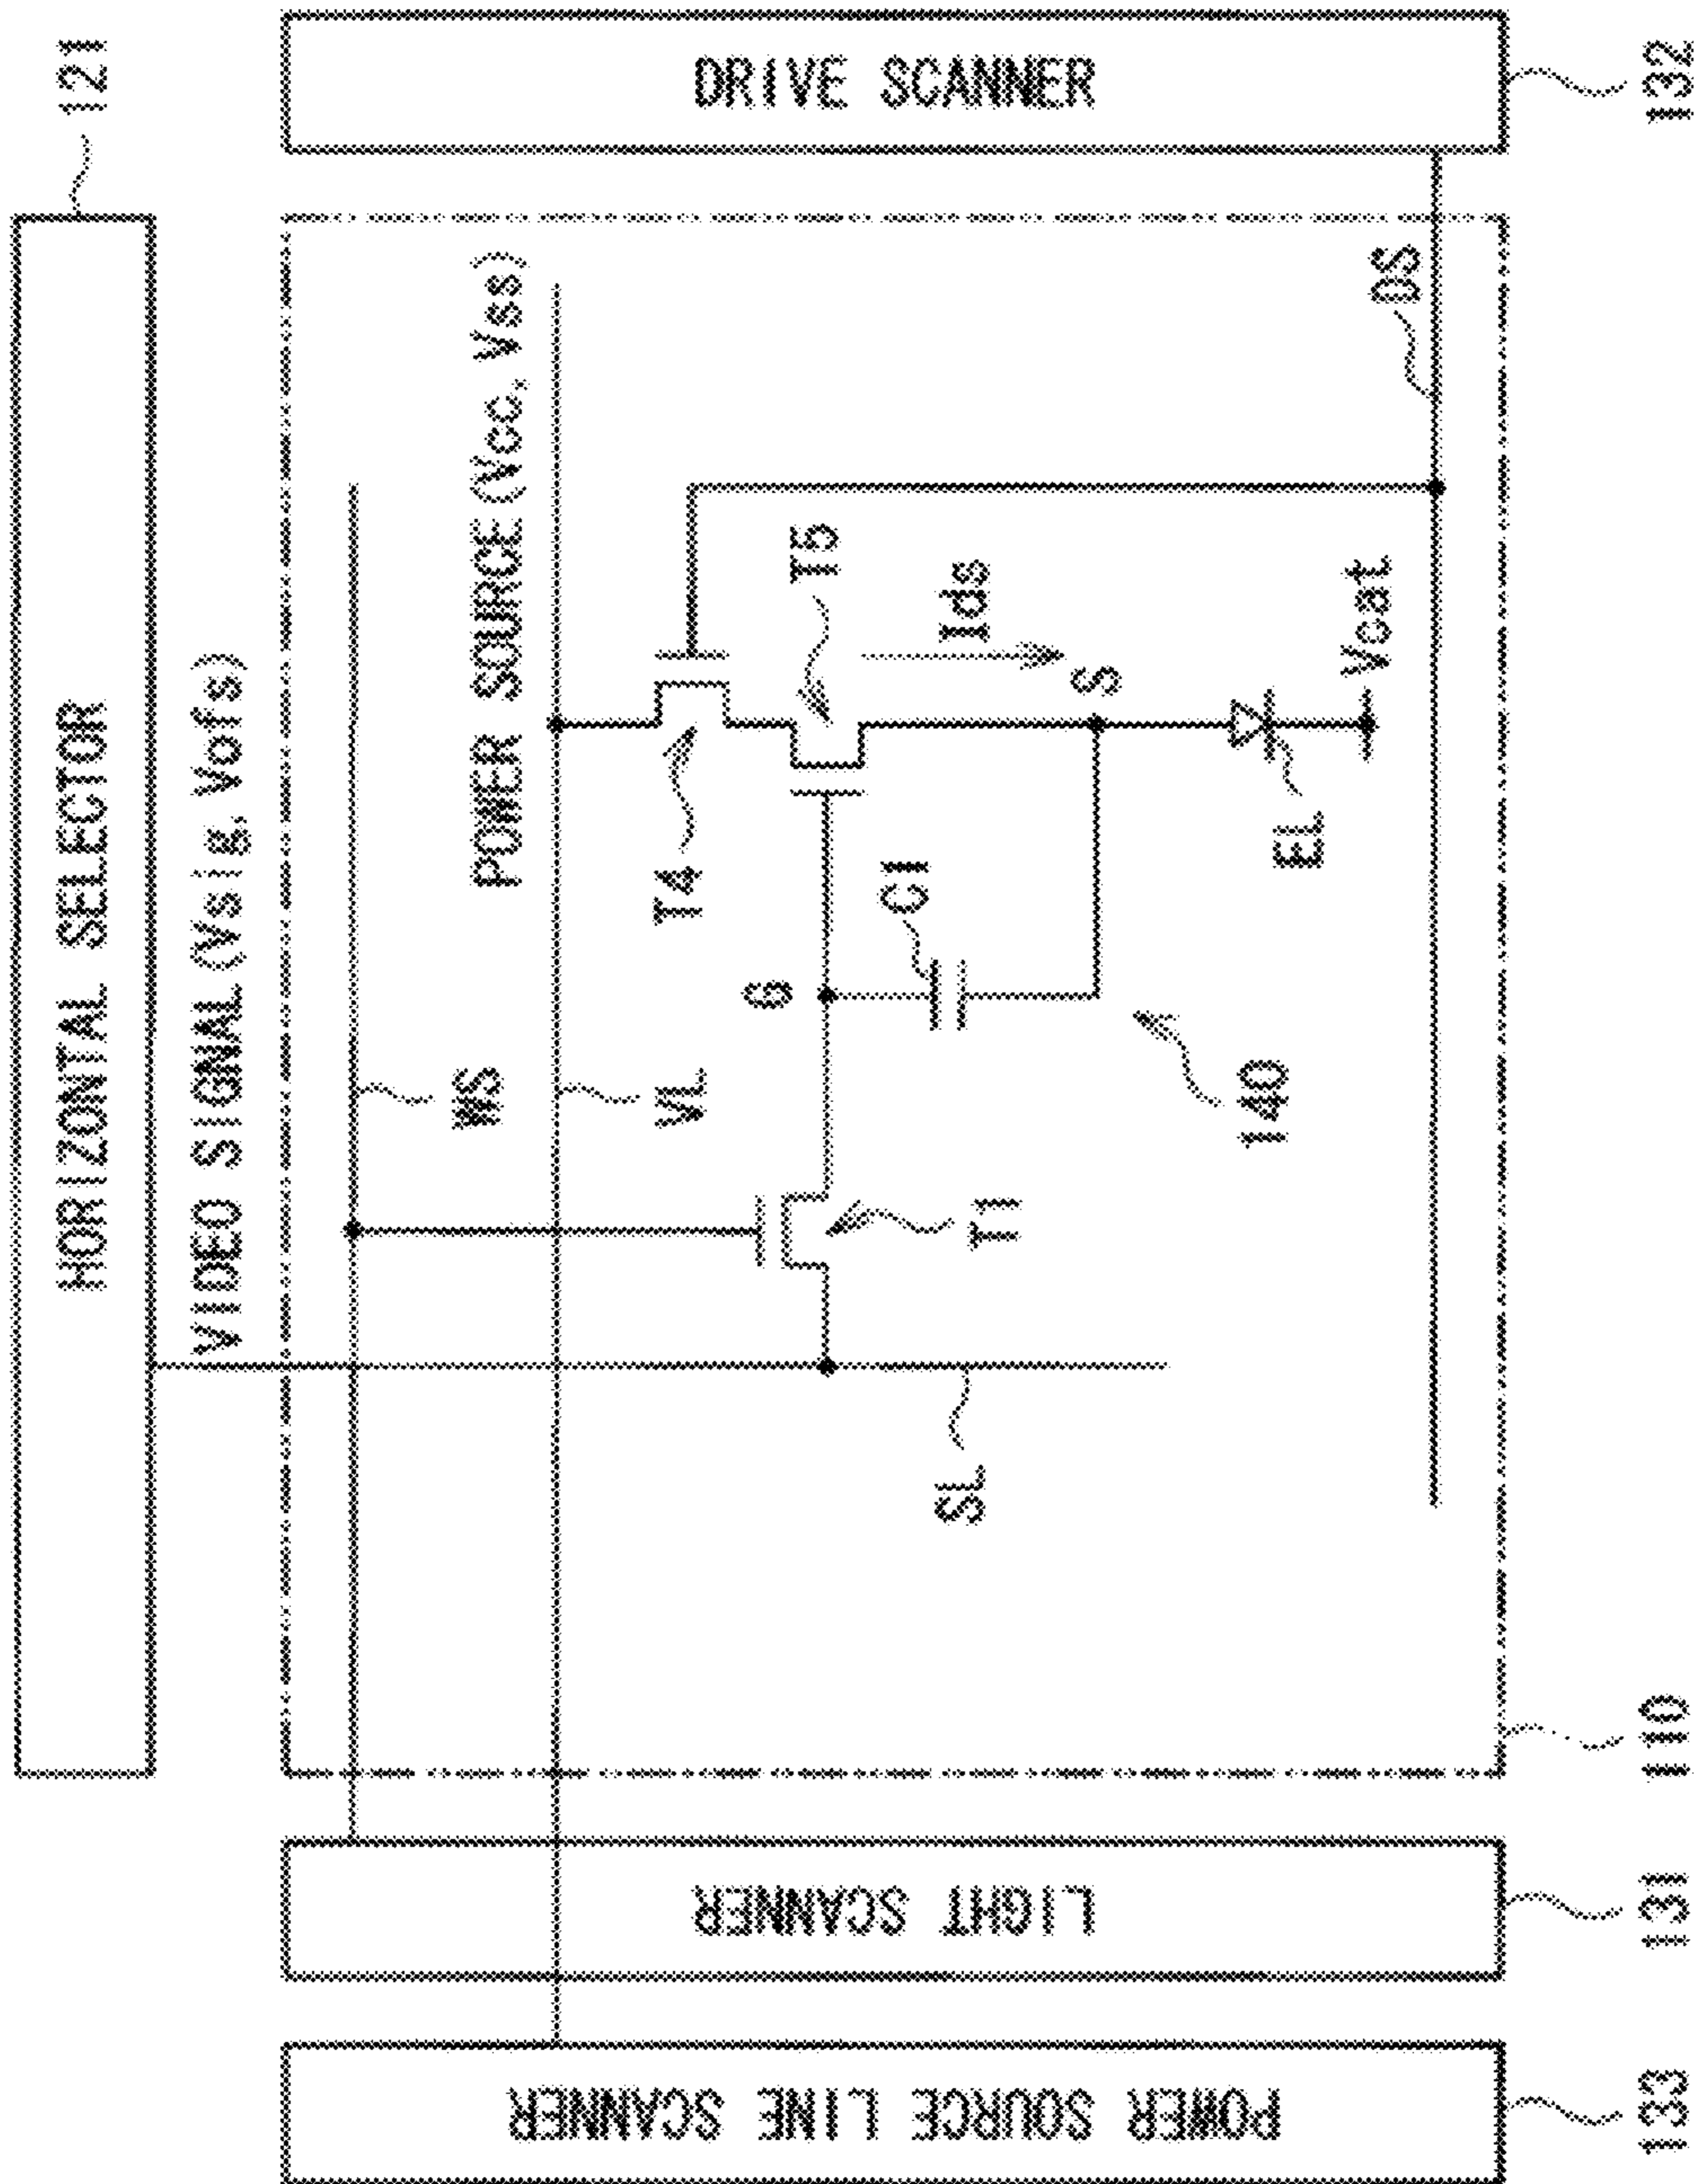 121
HORIZONTAL SELECTOR
VIDEO SIGNAL (Vsig, Vofs)
WS
POWER SOURCE (Vcc, Vss)
VL
T4
T5
G
C1
Ids
T1
S
SL
140
EL
Vcat
DS
POWER SOURCE LINE SCANNER
LIGHT SCANNER
DRIVE SCANNER
133
131
110
132